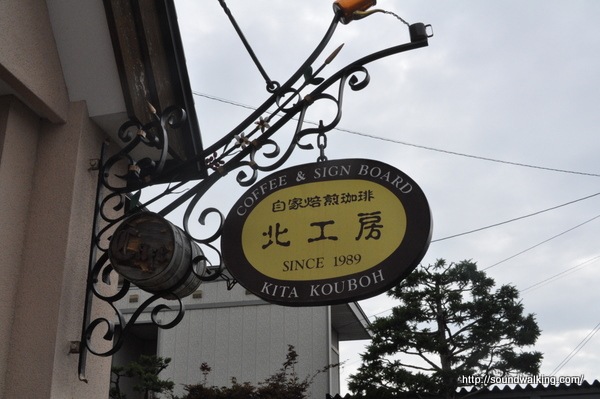 COFFEE & SIGN BOARD
自家焙煎珈琲
北工房
SINCE 1989
KITA KOUBOH
http://soundwalking.com/